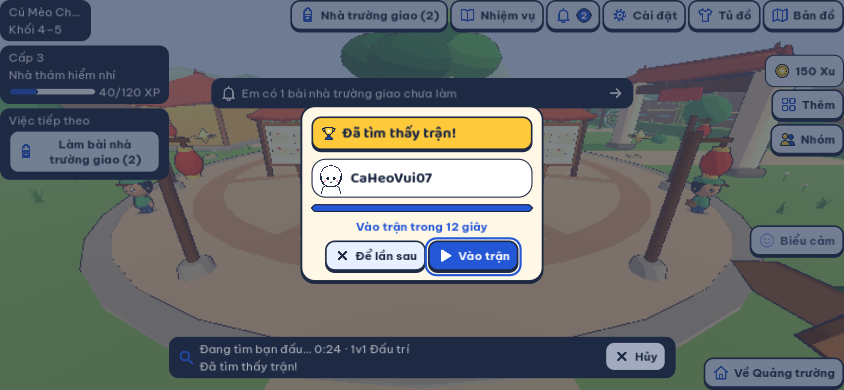 Cú Mèo Ch...
Khối 4–5
Nhà trường giao (2)
Nhiệm vụ
2
Cài đặt
Tủ đồ
Bản đồ
Cấp 3
Nhà thám hiểm nhí
40/120 XP
150 Xu
Em có 1 bài nhà trường giao chưa làm
Thêm
Việc tiếp theo
Làm bài nhà
trường giao (2)
Nhóm
Đã tìm thấy trận!
CaHeoVui07
Vào trận trong 12 giây
Để lần sau
Vào trận
Biểu cảm
Đang tìm bạn đấu... 0:24 · 1v1 Đấu trí
Đã tìm thấy trận!
Hủy
Về Quảng trường